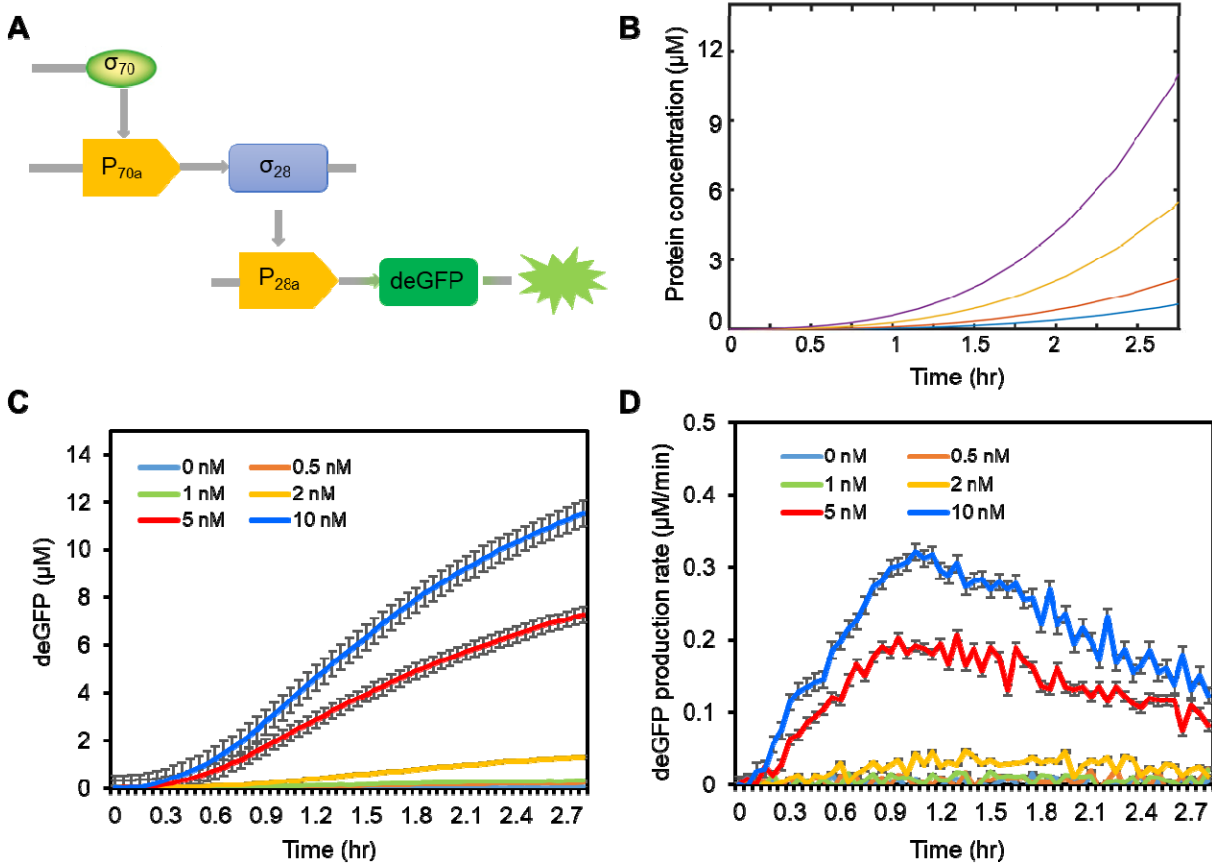 A
σ70
P70a
σ28
P28a
deGFP
B
Protein concentration (µM)
12
9
6
3
0
0 0.5 1 1.5 2 2.5
Time (hr)
C
deGFP (µM)
14
12
10
8
6
4
2
0
0 nM 0.5 nM
1 nM 2 nM
5 nM 10 nM
0 0.3 0.6 0.9 1.2 1.5 1.8 2.1 2.4 2.7
Time (hr)
D
deGFP production rate (µM/min)
0.5
0.4
0.3
0.2
0.1
0
0 nM 0.5 nM
1 nM 2 nM
5 nM 10 nM
0 0.3 0.6 0.9 1.2 1.5 1.8 2.1 2.4 2.7
Time (hr)